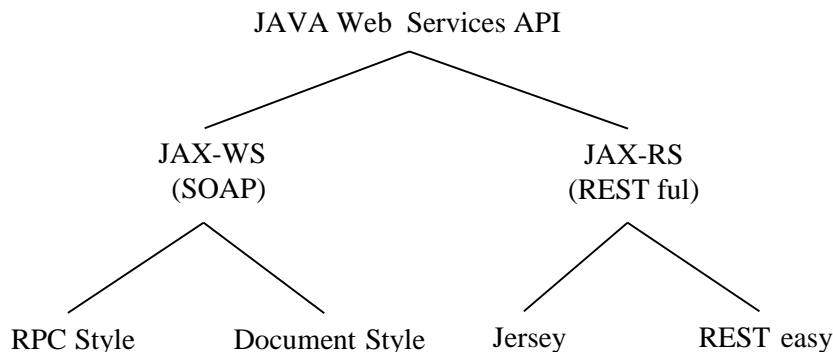 JAVA Web Services API
JAX-WS
(SOAP)
JAX-RS
(REST ful)
RPC Style
Document Style
Jersey
REST easy